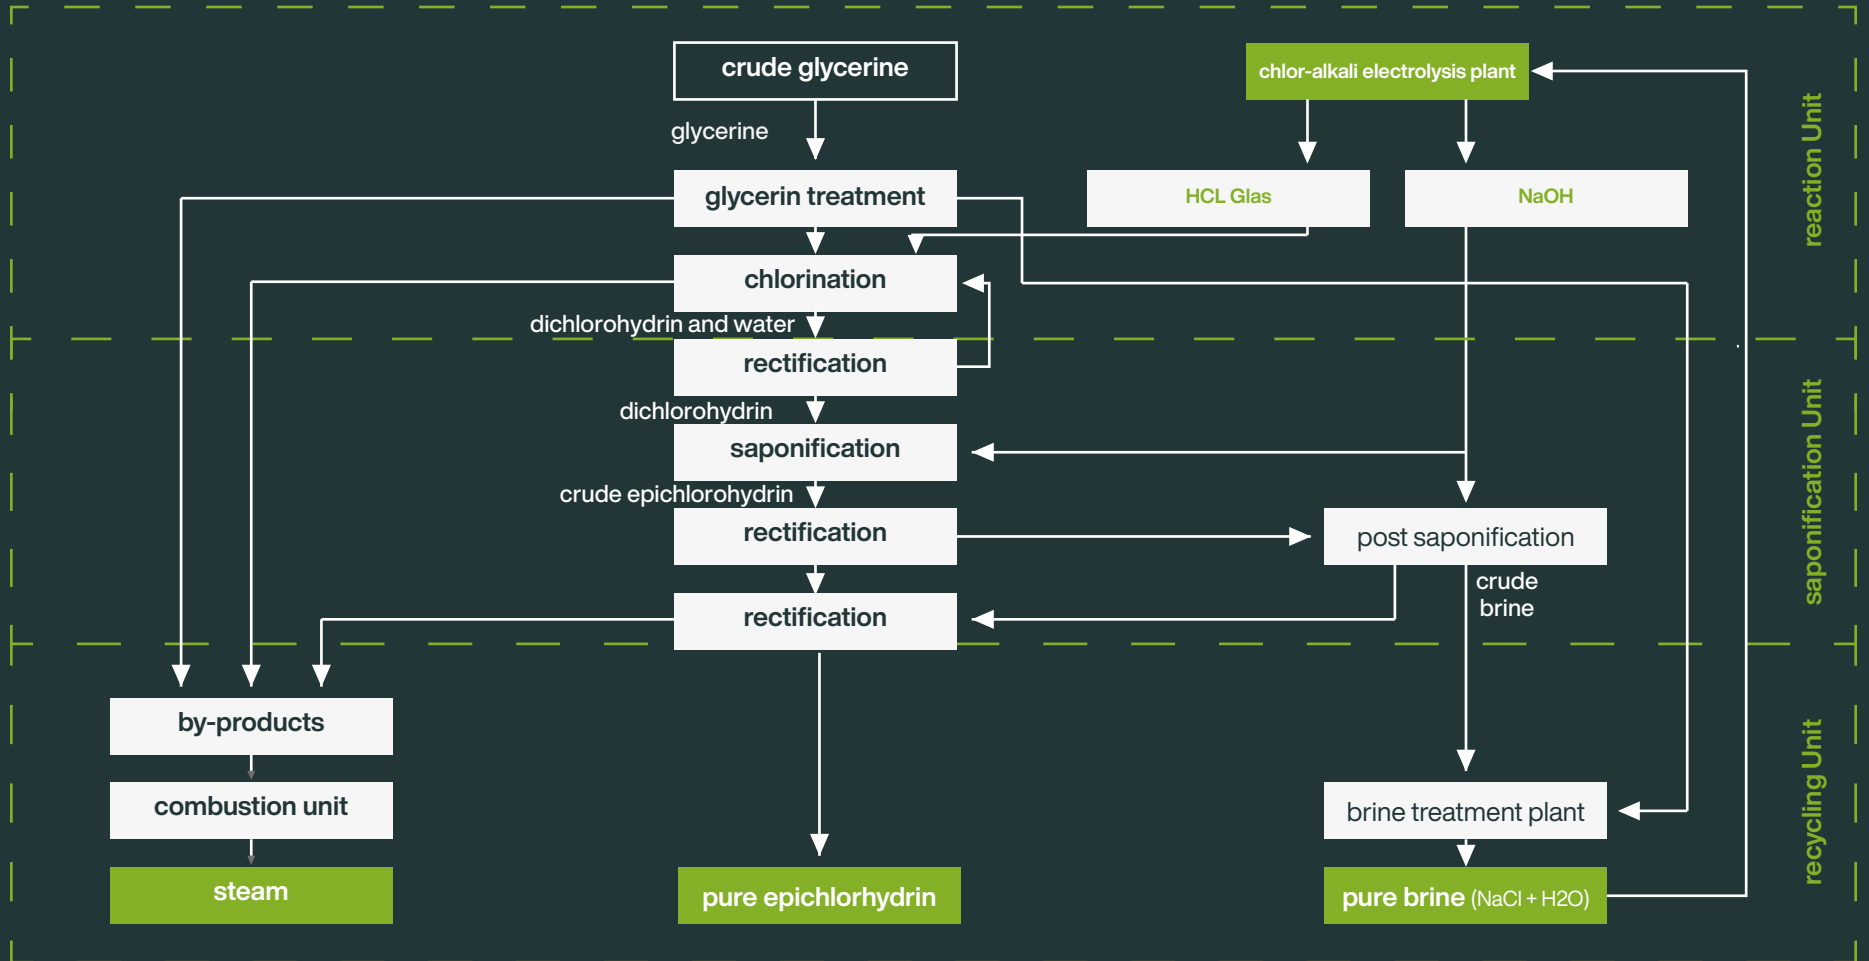 crude glycerine
chlor-alkali electrolysis plant
glycerine
glycerin treatment
HCL Glas
NaOH
reaction Unit
chlorination
dichlorohydrin and water
rectification
dichlorohydrin
saponification
crude epichlorohydrin
rectification
post saponification
saponification Unit
crude
brine
rectification
by-products
combustion unit
brine treatment plant
recycling Unit
steam
pure epichlorhydrin
pure brine (NaCl + H2O)